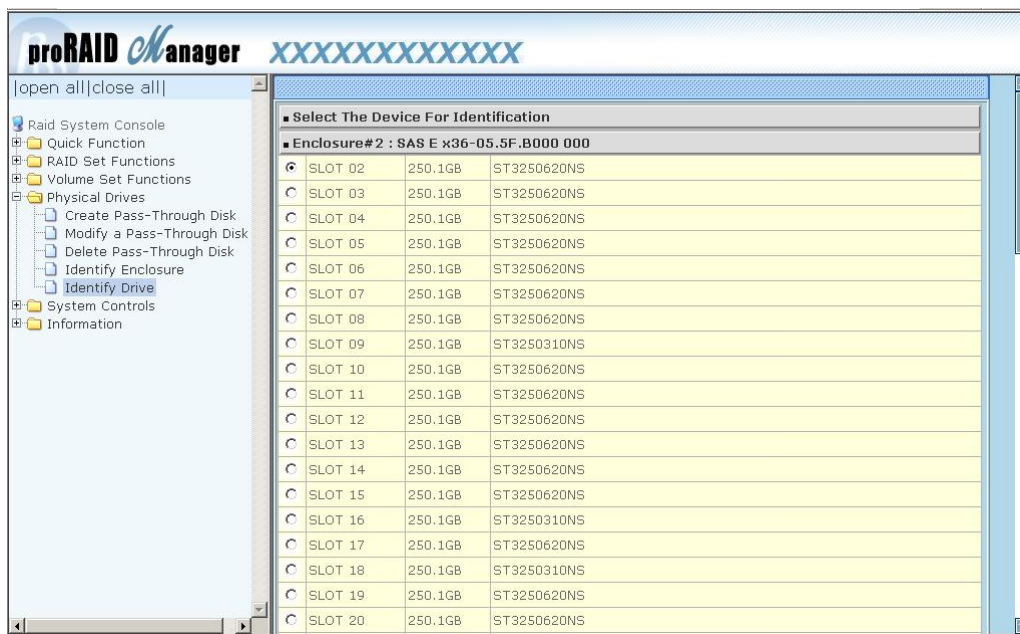 proRAID Manager XXXXXXXXXXXX
|open all|close all|
Raid System Console
Quick Function
RAID Set Functions
Volume Set Functions
Physical Drives
Create Pass-Through Disk
Modify a Pass-Through Disk
Delete Pass-Through Disk
Identify Enclosure
Identify Drive
System Controls
Information
Select The Device For Identification
Enclosure#2 : SAS E x36-05.5F.B000 000
SLOT 02 250.1GB ST3250620NS
SLOT 03 250.1GB ST3250620NS
SLOT 04 250.1GB ST3250620NS
SLOT 05 250.1GB ST3250620NS
SLOT 06 250.1GB ST3250620NS
SLOT 07 250.1GB ST3250620NS
SLOT 08 250.1GB ST3250620NS
SLOT 09 250.1GB ST3250310NS
SLOT 10 250.1GB ST3250620NS
SLOT 11 250.1GB ST3250620NS
SLOT 12 250.1GB ST3250620NS
SLOT 13 250.1GB ST3250620NS
SLOT 14 250.1GB ST3250620NS
SLOT 15 250.1GB ST3250620NS
SLOT 16 250.1GB ST3250310NS
SLOT 17 250.1GB ST3250620NS
SLOT 18 250.1GB ST3250310NS
SLOT 19 250.1GB ST3250620NS
SLOT 20 250.1GB ST3250620NS